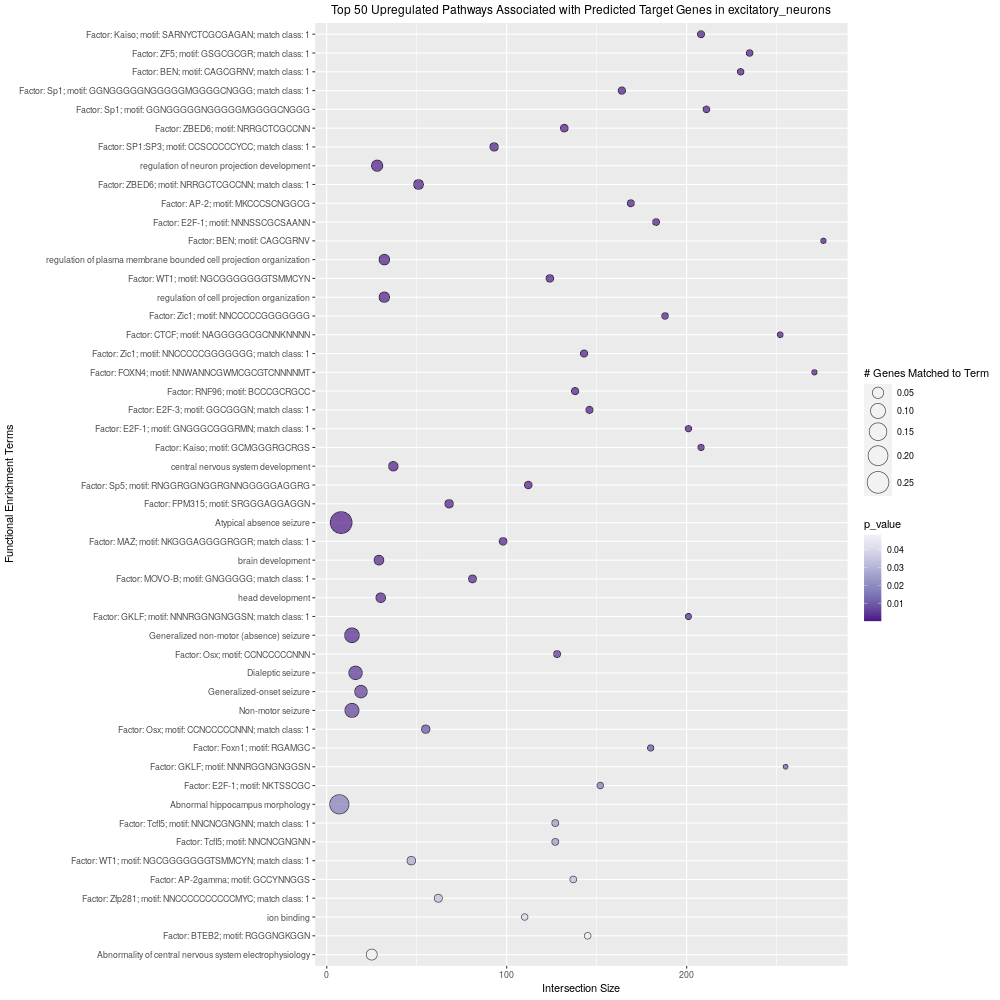 Top 50 Upregulated Pathways Associated with Predicted Target Genes in excitatory_neurons
Functional Enrichment Terms
Factor: Kaiso; motif: SARNYCTCGCGAGAN; match class: 1
Factor: ZF5; motif: GSGCGCGR; match class: 1
Factor: BEN; motif: CAGCGRNV; match class: 1
Factor: Sp1; motif: GGNGGGGGNGGGGGMGGGGCNGGG; match class: 1
Factor: Sp1; motif: GGNGGGGGNGGGGGMGGGGCNGGG
Factor: ZBED6; motif: NRRGCTCGCCNN
Factor: SP1:SP3; motif: CCSCCCCCYCC; match class: 1
regulation of neuron projection development
Factor: ZBED6; motif: NRRGCTCGCCNN; match class: 1
Factor: AP-2; motif: MKCCCSCNGGCG
Factor: E2F-1; motif: NNNSSCGCSAANN
Factor: BEN; motif: CAGCGRNV
regulation of plasma membrane bounded cell projection organization
Factor: WT1; motif: NGCGGGGGGGTSMMCYN
regulation of cell projection organization
Factor: Zic1; motif: NNCCCCCGGGGGGG
Factor: CTCF; motif: NAGGGGGCGCNNKNNNN
Factor: Zic1; motif: NNCCCCCGGGGGGG; match class: 1
Factor: FOXN4; motif: NNWANNCGWMCGCGTCNNNNMT
Factor: RNF96; motif: BCCCGCRGCC
Factor: E2F-3; motif: GGCGGGN; match class: 1
Factor: E2F-1; motif: GNGGGCGGGRMN; match class: 1
Factor: Kaiso; motif: GCMGGGRGCRGS
central nervous system development
Factor: Sp5; motif: RNGGRGGNGGRGNNGGGGGAGGRG
Factor: FPM315; motif: SRGGGAGGAGGN
Atypical absence seizure
Factor: MAZ; motif: NKGGGAGGGGRGGR; match class: 1
brain development
Factor: MOVO-B; motif: GNGGGGG; match class: 1
head development
Factor: GKLF; motif: NNNRGGNGNGGSN; match class: 1
Generalized non-motor (absence) seizure
Factor: Osx; motif: CCNCCCCCNNN
Dialeptic seizure
Generalized-onset seizure
Non-motor seizure
Factor: Osx; motif: CCNCCCCCNNN; match class: 1
Factor: Foxn1; motif: RGAMGC
Factor: GKLF; motif: NNNRGGNGNGGSN
Factor: E2F-1; motif: NKTSSCGC
Abnormal hippocampus morphology
Factor: Tcfl5; motif: NNCNCGNGNN; match class: 1
Factor: Tcfl5; motif: NNCNCGNGNN
Factor: WT1; motif: NGCGGGGGGGTSMMCYN; match class: 1
Factor: AP-2gamma; motif: GCCYNNGGS
Factor: Zfp281; motif: NNCCCCCCCCCCMYC; match class: 1
ion binding
Factor: BTEB2; motif: RGGGNGKGGN
Abnormality of central nervous system electrophysiology
0 100 200
Intersection Size
# Genes Matched to Term
0.05
0.10
0.15
0.20
0.25
p_value
0.04
0.03
0.02
0.01